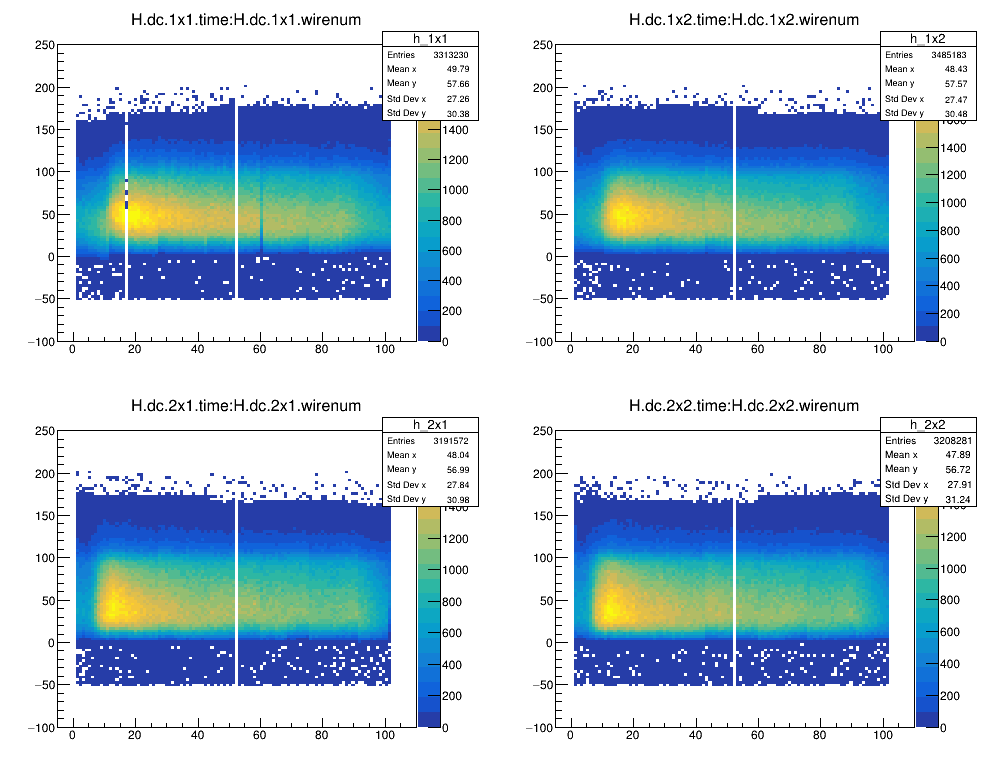 H.dc.1x1.time:H.dc.1x1.wirenum
h_1x1
Entries 3313230
Mean x 49.79
Mean y 57.66
Std Dev x 27.26
Std Dev y 30.38
250
200
150
100
50
0
−50
−100
0 20 40 60 80 100
1400
1200
1000
800
600
400
200
0
H.dc.1x2.time:H.dc.1x2.wirenum
h_1x2
Entries 3485183
Mean x 48.43
Mean y 57.57
Std Dev x 27.47
Std Dev y 30.48
250
200
150
100
50
0
−50
−100
0 20 40 60 80 100
1600
1400
1200
1000
800
600
400
200
0
H.dc.2x1.time:H.dc.2x1.wirenum
h_2x1
Entries 3191572
Mean x 48.04
Mean y 56.99
Std Dev x 27.84
Std Dev y 30.98
250
200
150
100
50
0
−50
−100
0 20 40 60 80 100
1400
1200
1000
800
600
400
200
0
H.dc.2x2.time:H.dc.2x2.wirenum
h_2x2
Entries 3208281
Mean x 47.89
Mean y 56.72
Std Dev x 27.91
Std Dev y 31.24
250
200
150
100
50
0
−50
−100
0 20 40 60 80 100
1400
1200
1000
800
600
400
200
0